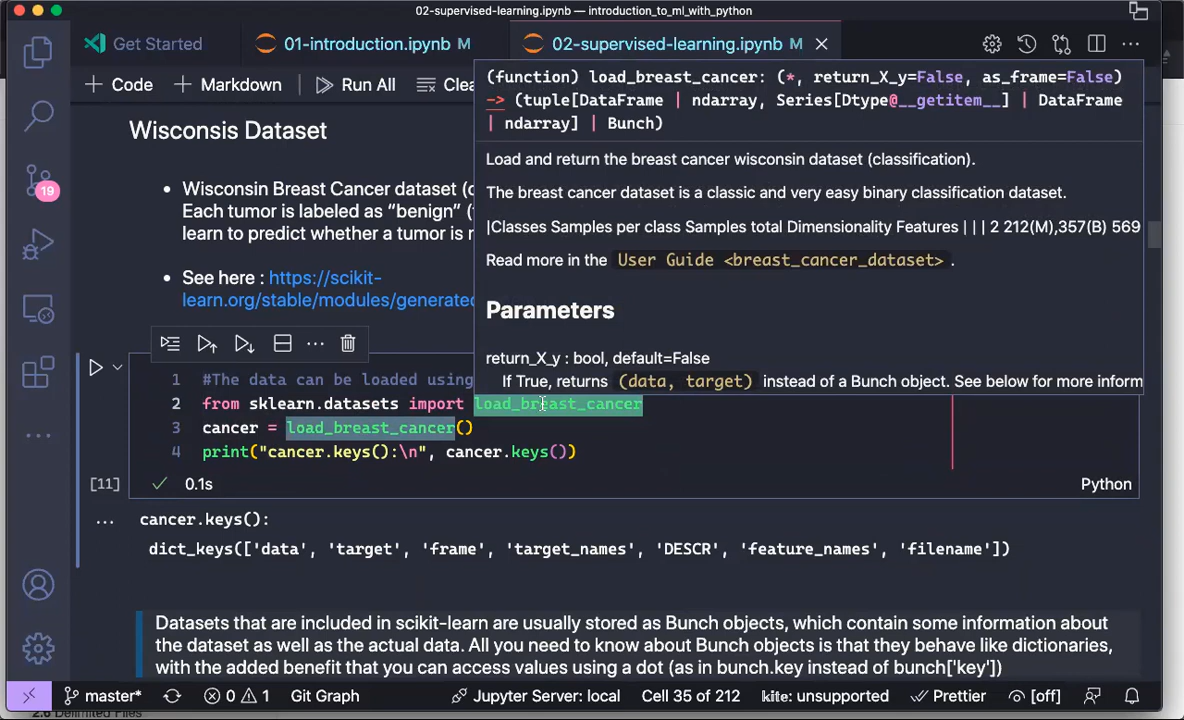 02-supervised-learning.ipynb — introduction_to_ml_with_python
Get Started
01-introduction.ipynb M
02-supervised-learning.ipynb M
Code
Markdown
Run All
Clea
(function) load_breast_cancer: (*, return_X_y=False, as_frame=False)
-> (tuple[DataFrame | ndarray, Series[Dtype@__getitem__] | DataFrame
| ndarray] | Bunch)
Load and return the breast cancer wisconsin dataset (classification).
The breast cancer dataset is a classic and very easy binary classification dataset.
|Classes Samples per class Samples total Dimensionality Features | | | 2 212(M),357(B) 569
Read more in the User Guide <breast_cancer_dataset> .
Parameters
return_X_y : bool, default=False
If True, returns (data, target) instead of a Bunch object. See below for more inform
19
Wisconsis Dataset
• Wisconsin Breast Cancer dataset (c
Each tumor is labeled as “benign” (
learn to predict whether a tumor is
• See here : https://scikit-
learn.org/stable/modules/generated
1 #The data can be loaded using
2 from sklearn.datasets import load_breast_cancer
3 cancer = load_breast_cancer()
4 print("cancer.keys():\n", cancer.keys())
[11]
0.1s
Python
cancer.keys():
dict_keys(['data', 'target', 'frame', 'target_names', 'DESCR', 'feature_names', 'filename'])
Datasets that are included in scikit-learn are usually stored as Bunch objects, which contain some information about
the dataset as well as the actual data. All you need to know about Bunch objects is that they behave like dictionaries,
with the added benefit that you can access values using a dot (as in bunch.key instead of bunch['key'])
master* 0 1 Git Graph Jupyter Server: local Cell 35 of 212 kite: unsupported Prettier [off]